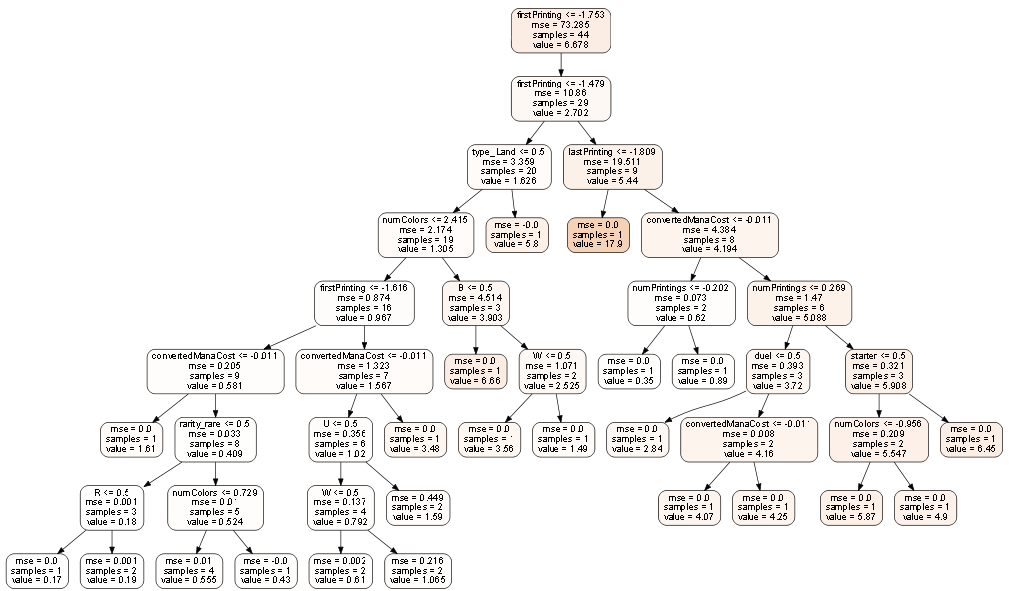 firstPrinting <= -1.753
mse = 73.285
samples = 44
value = 6.678
firstPrinting <= -1.479
mse = 10.86
samples = 29
value = 2.702
type_Land <= 0.5
mse = 3.359
samples = 20
value = 1.626
lastPrinting <= -1.809
mse = 19.511
samples = 9
value = 5.44
numColors <= 2.415
mse = 2.174
samples = 19
value = 1.305
mse = -0.0
samples = 1
value = 5.8
mse = 0.0
samples = 1
value = 17.9
convertedManaCost <= -0.011
mse = 4.384
samples = 8
value = 4.194
firstPrinting <= -1.616
mse = 0.874
samples = 16
value = 0.967
B <= 0.5
mse = 4.514
samples = 3
value = 3.903
numPrintings <= -0.202
mse = 0.073
samples = 2
value = 0.62
numPrintings <= 0.269
mse = 1.47
samples = 6
value = 5.088
convertedManaCost <= -0.011
mse = 0.205
samples = 9
value = 0.581
convertedManaCost <= -0.011
mse = 1.323
samples = 7
value = 1.567
mse = 0.0
samples = 1
value = 6.66
W <= 0.5
mse = 1.071
samples = 2
value = 2.525
mse = 0.0
samples = 1
value = 0.35
mse = 0.0
samples = 1
value = 0.89
duel <= 0.5
mse = 0.393
samples = 3
value = 3.72
starter <= 0.5
mse = 0.321
samples = 3
value = 5.908
mse = 0.0
samples = 1
value = 1.61
rarity_rare <= 0.5
mse = 0.033
samples = 8
value = 0.409
U <= 0.5
mse =
samples = 6
value = 1.02
mse = 0.0
samples = 1
value = 3.48
mse = 0.0
samples =
value = 3.56
mse = 0.0
samples = 1
value = 1.49
mse = 0.0
samples = 1
value = 2.84
convertedManaCost <=
mse = 0.008
samples = 2
value = 4.16
numColors <= -0.956
mse = 0.209
samples = 2
value = 5.547
mse = 0.0
samples = 1
value = 6.45
R <=
mse = 0.001
samples = 3
value = 0.18
numColors <= 0.729
mse =
samples = 5
value = 0.524
W <= 0.5
mse = 0.137
samples = 4
value = 0.792
mse = 0.449
samples = 2
value = 1.59
mse = 0.0
samples = 1
value = 4.07
mse = 0.0
samples = 1
value = 4.25
mse = 0.0
samples = 1
value = 5.87
mse = 0.0
samples = 1
value = 4.9
mse = 0.0
samples = 1
value = 0.17
mse = 0.001
samples = 2
value = 0.19
mse = 0.01
samples = 4
value = 0.555
mse = -0.0
samples = 1
value = 0.43
mse = 0.002
samples = 2
value = 0.61
mse = 0.216
samples = 2
value = 1.065